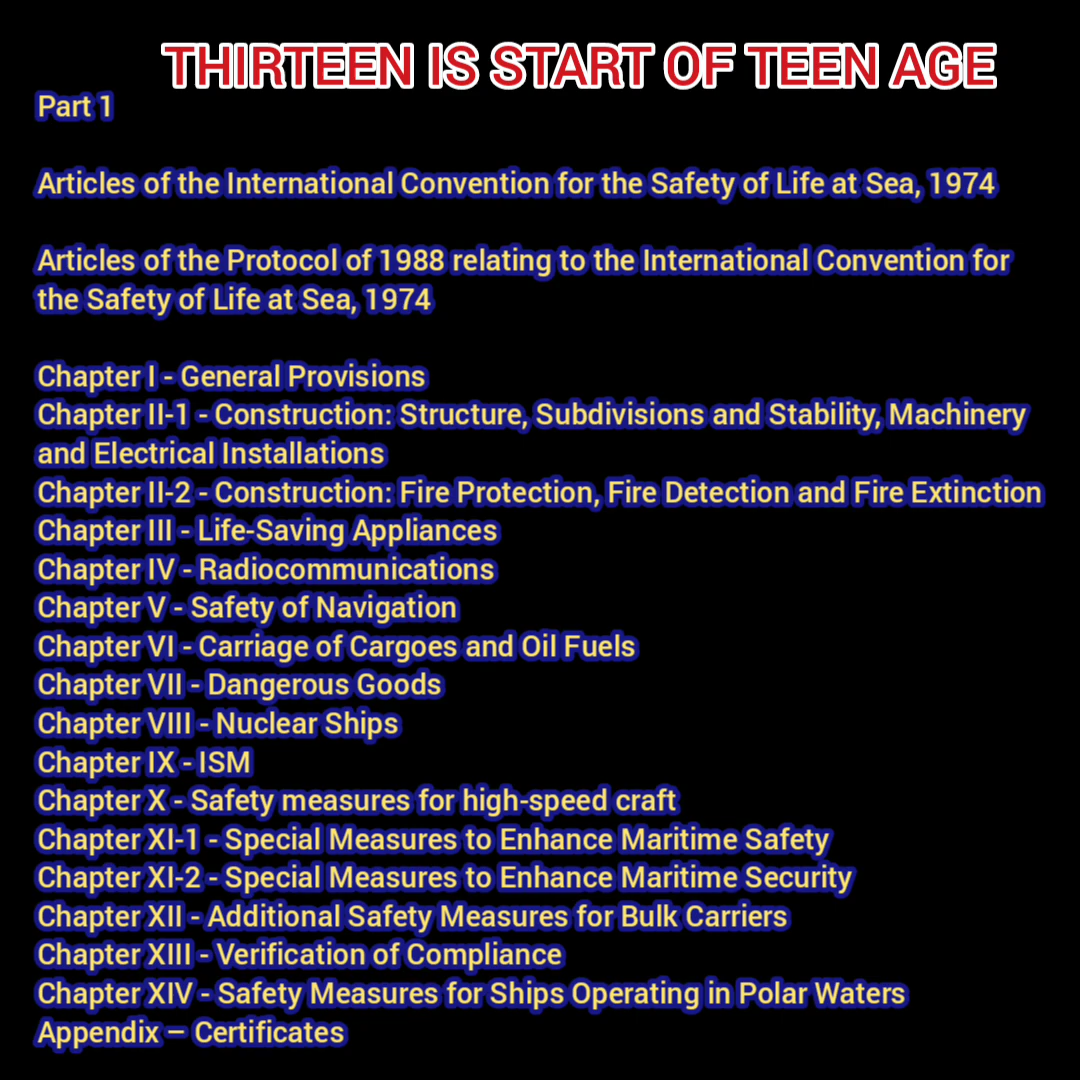 THIRTEEN IS START OF TEEN AGE
Part 1
Articles of the International Convention for the Safety of Life at Sea, 1974
Articles of the Protocol of 1988 relating to the International Convention for
the Safety of Life at Sea, 1974
Chapter I - General Provisions
Chapter II-1 - Construction: Structure, Subdivisions and Stability, Machinery
and Electrical Installations
Chapter II-2 - Construction: Fire Protection, Fire Detection and Fire Extinction
Chapter III - Life-Saving Appliances
Chapter IV - Radiocommunications
Chapter V - Safety of Navigation
Chapter VI - Carriage of Cargoes and Oil Fuels
Chapter VII - Dangerous Goods
Chapter VIII - Nuclear Ships
Chapter IX - ISM
Chapter X - Safety measures for high-speed craft
Chapter XI-1 - Special Measures to Enhance Maritime Safety
Chapter XI-2 - Special Measures to Enhance Maritime Security
Chapter XII - Additional Safety Measures for Bulk Carriers
Chapter XIII - Verification of Compliance
Chapter XIV - Safety Measures for Ships Operating in Polar Waters
Appendix – Certificates